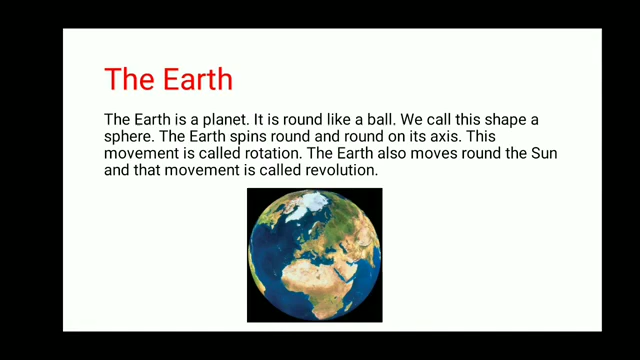 The Earth
The Earth is a planet. It is round like a ball. We call this shape a
sphere. The Earth spins round and round on its axis. This
movement is called rotation. The Earth also moves round the Sun
and that movement is called revolution.